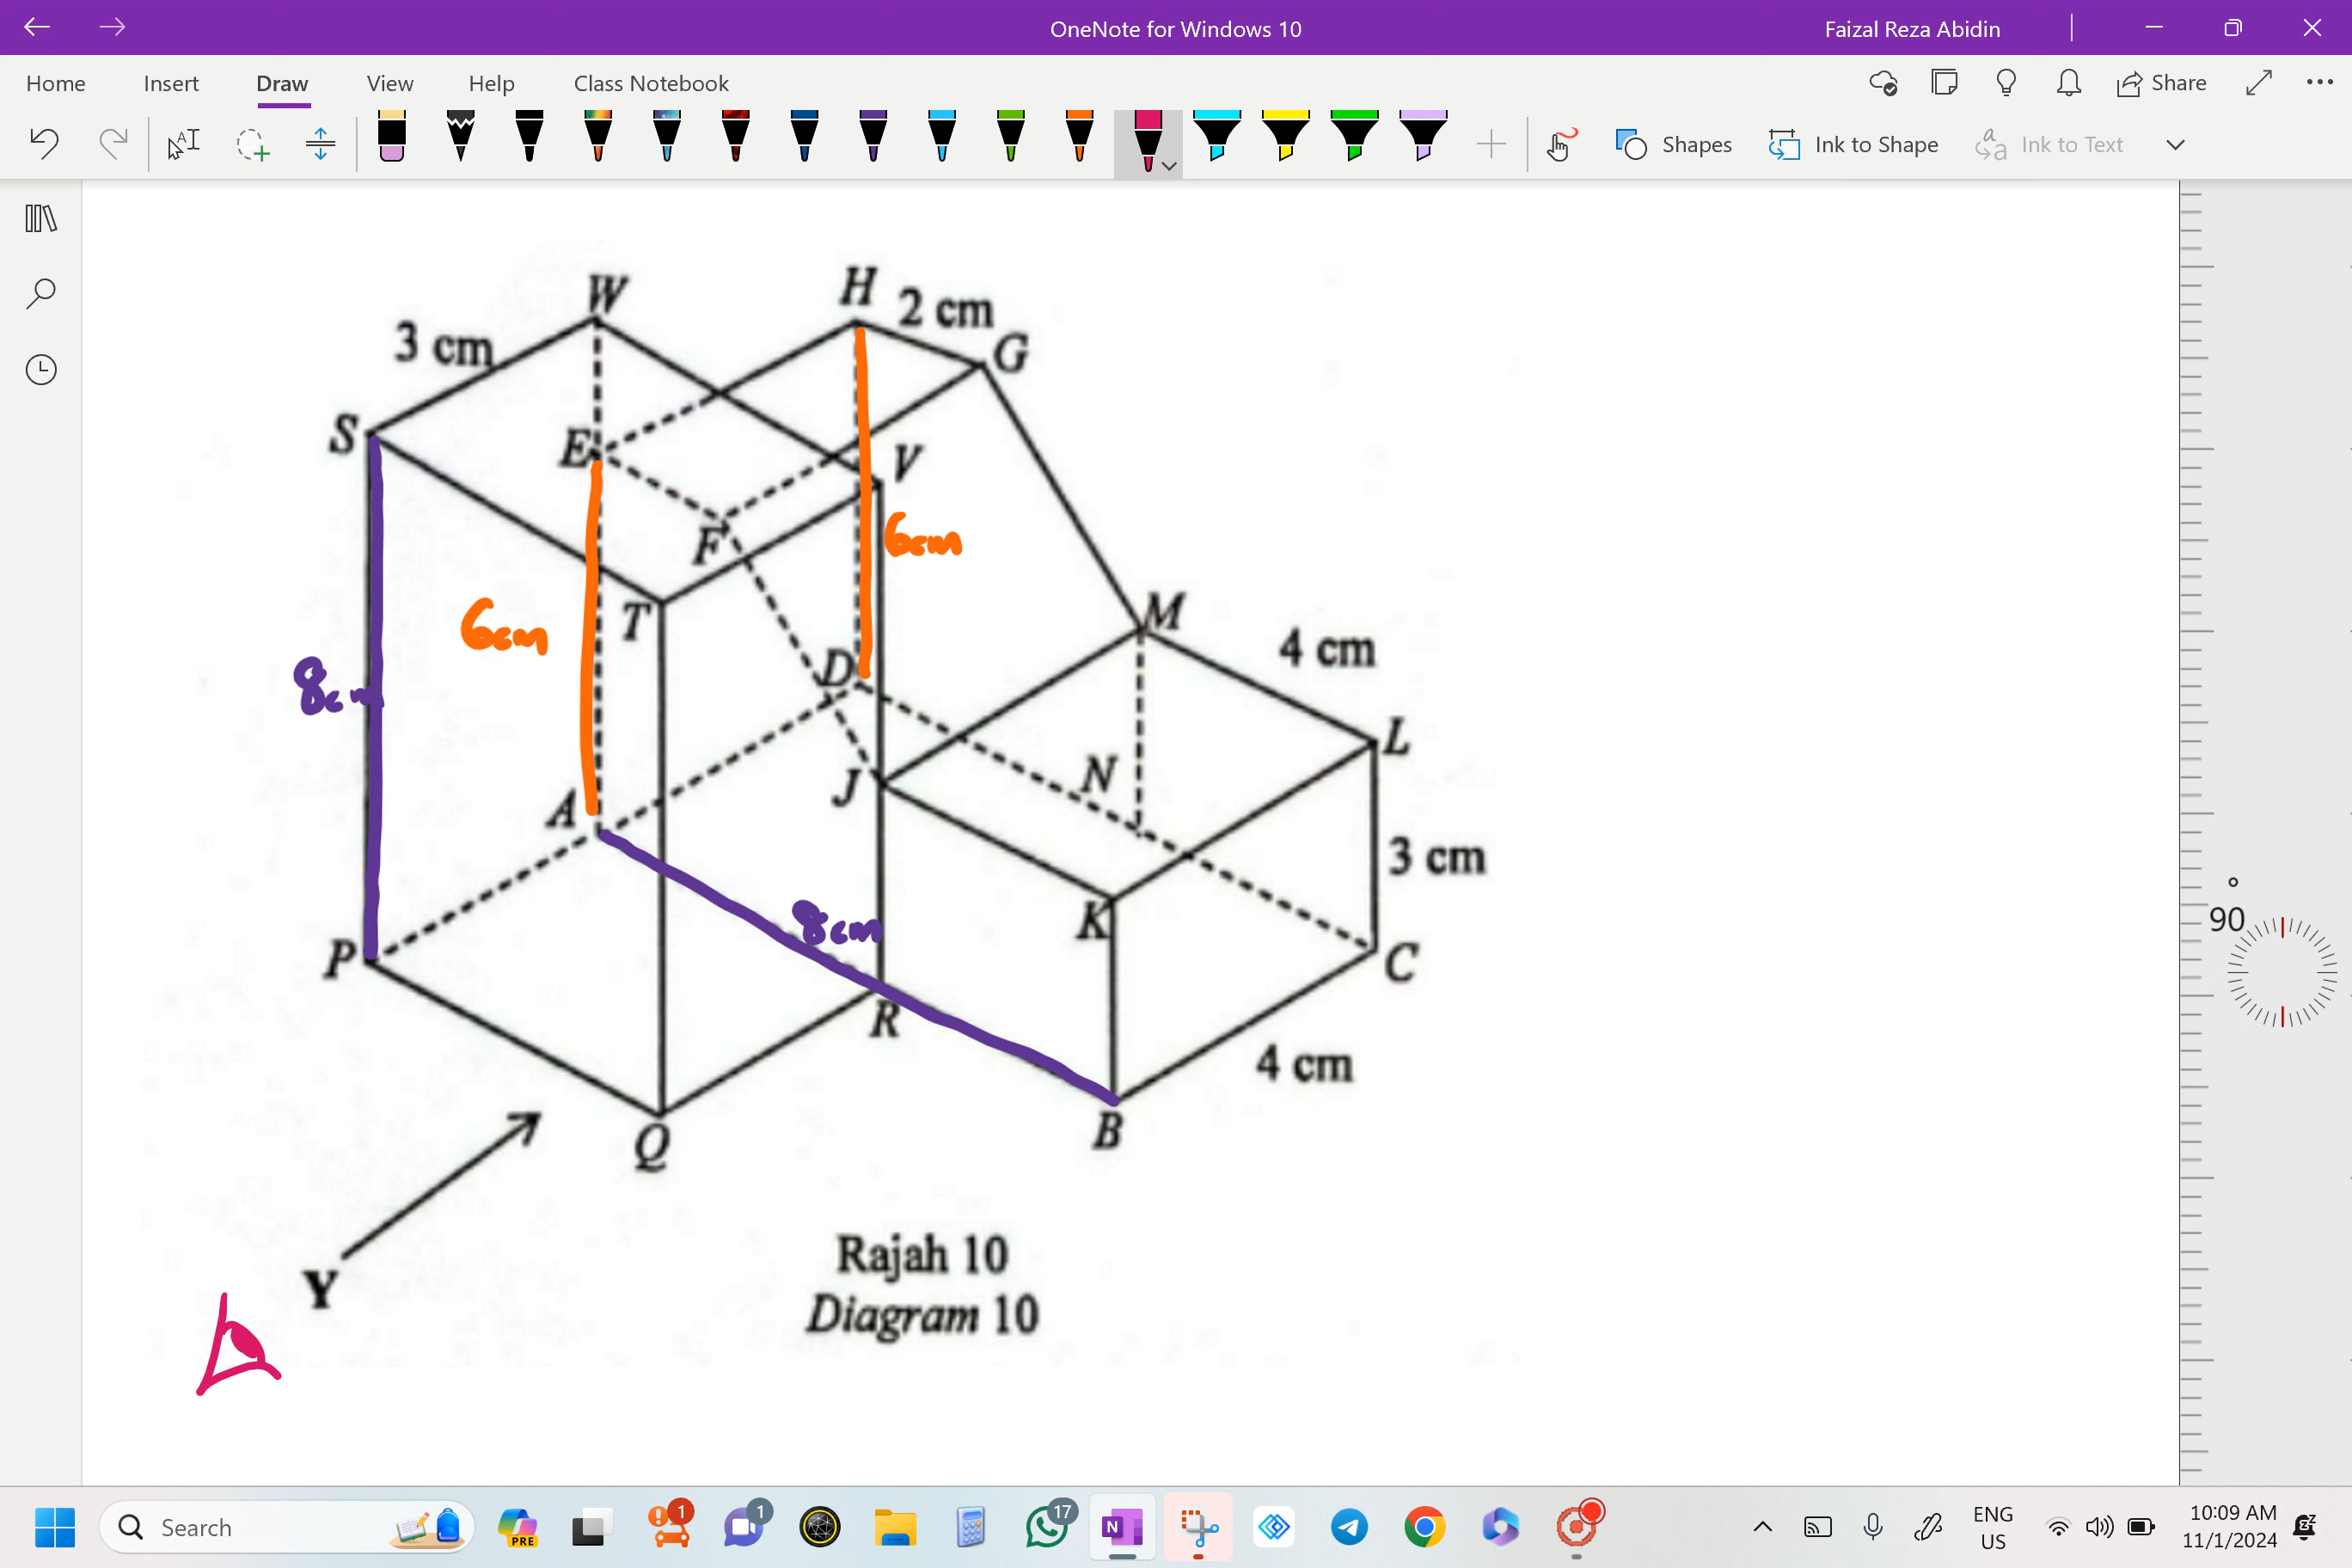 OneNote for Windows 10
Faizal Reza Abidin
Home Insert Draw View Help Class Notebook
Share
Shapes Ink to Shape Ink to Text
W H 2 cm
3 cm G
S E V
6cm
F
T M
6cm 4 cm
8cm D
L
A J N
3 cm
8cm K
P C
R
4 cm
Q B
Y
Rajah 10
Diagram 10
90
Search
PRE
1
1
17
N
ENG
US
10:09 AM
11/1/2024